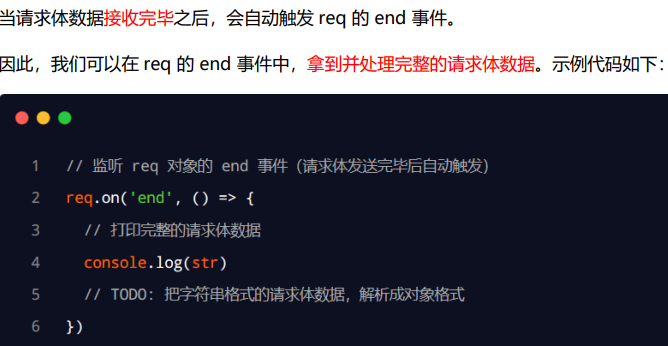 当请求体数据接收完毕之后，会自动触发 req 的 end 事件。
因此，我们可以在 req 的 end 事件中，拿到并处理完整的请求体数据。示例代码如下：
1 // 监听 req 对象的 end 事件（请求体发送完毕后自动触发）
2 req.on('end', () => {
3 // 打印完整的请求体数据
4 console.log(str)
5 // TODO: 把字符串格式的请求体数据，解析成对象格式
6 })